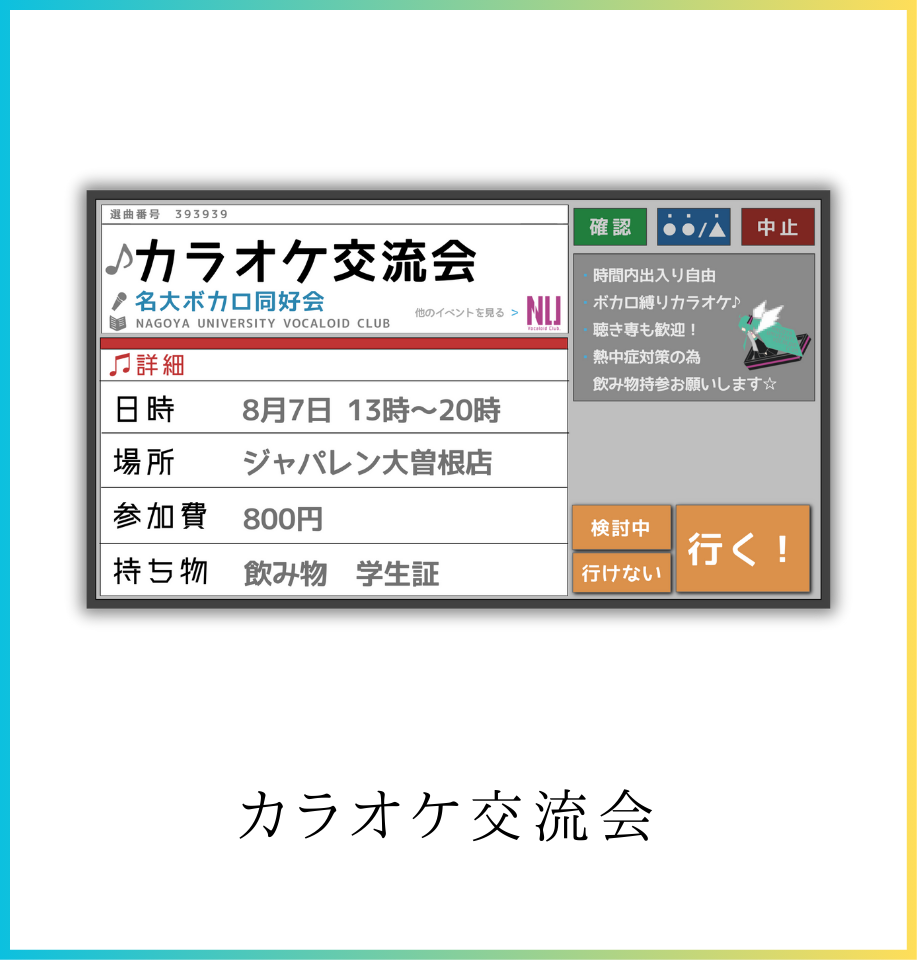 選曲番号 393939
カラオケ交流会
名大ボカロ同好会
NAGOYA UNIVERSITY VOCALOID CLUB
他のイベントを見る >
NU
Vocaloid Club
詳細
日時 8月7日 13時～20時
場所 ジャパレン大曽根店
参加費 800円
持ち物 飲み物 学生証
確認
中止
・時間内出入り自由
・ボカロ縛りカラオケ♪
・聴き専も歓迎！
・熱中症対策の為
飲み物持参お願いします☆
検討中
行けない
行く！
カラオケ交流会